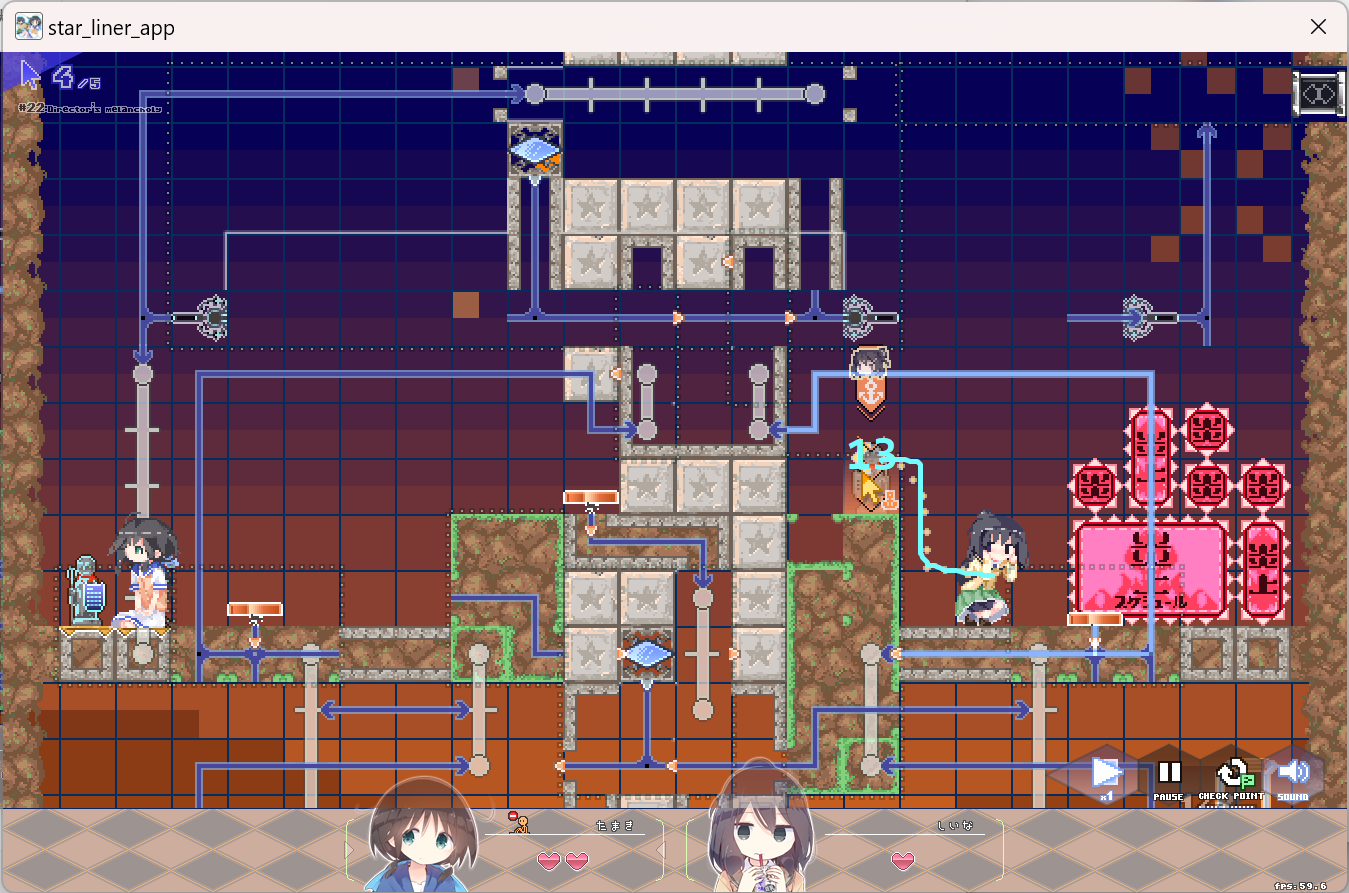 star_liner_app
4/5
#22:Director's metancholy
13
スケジュール
x1
PAUSE
CHECK POINT
SOUND
たまき
しいな
fps:59.6